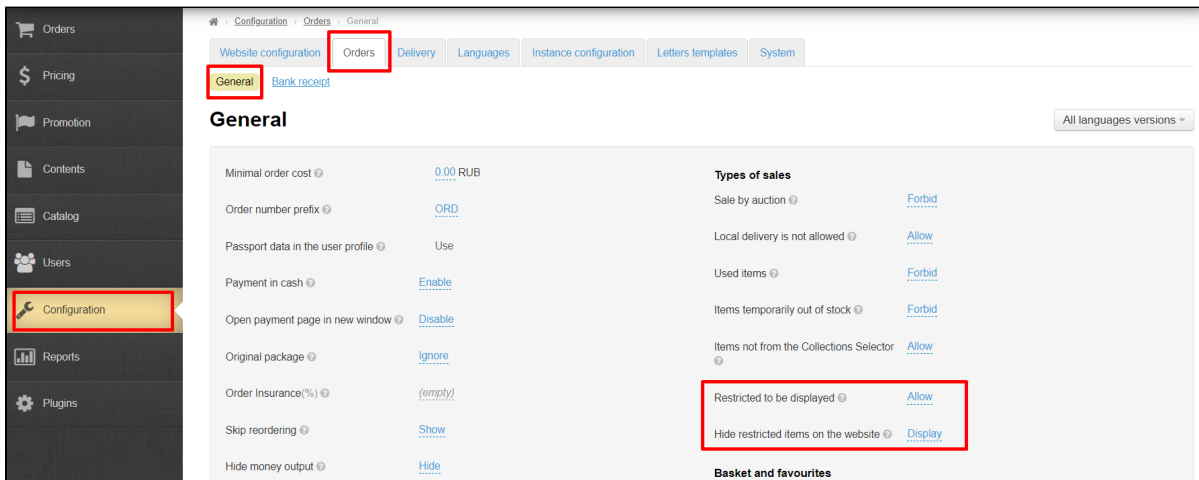 Orders
Pricing
Promotion
Contents
Catalog
Users
Configuration
Reports
Plugins
Configuration › Orders › General
Website configuration Orders Delivery Languages Instance configuration Letters templates System
General Bank receipt
General
All languages versions
Minimal order cost 0.00 RUB
Order number prefix ORD
Passport data in the user profile Use
Payment in cash Enable
Open payment page in new window Disable
Original package Ignore
Order Insurance(%) (empty)
Skip reordering Show
Hide money output Hide
Types of sales
Sale by auction Forbid
Local delivery is not allowed Allow
Used items Forbid
Items temporarily out of stock Forbid
Items not from the Collections Selector Allow
Restricted to be displayed Allow
Hide restricted items on the website Display
Basket and favourites